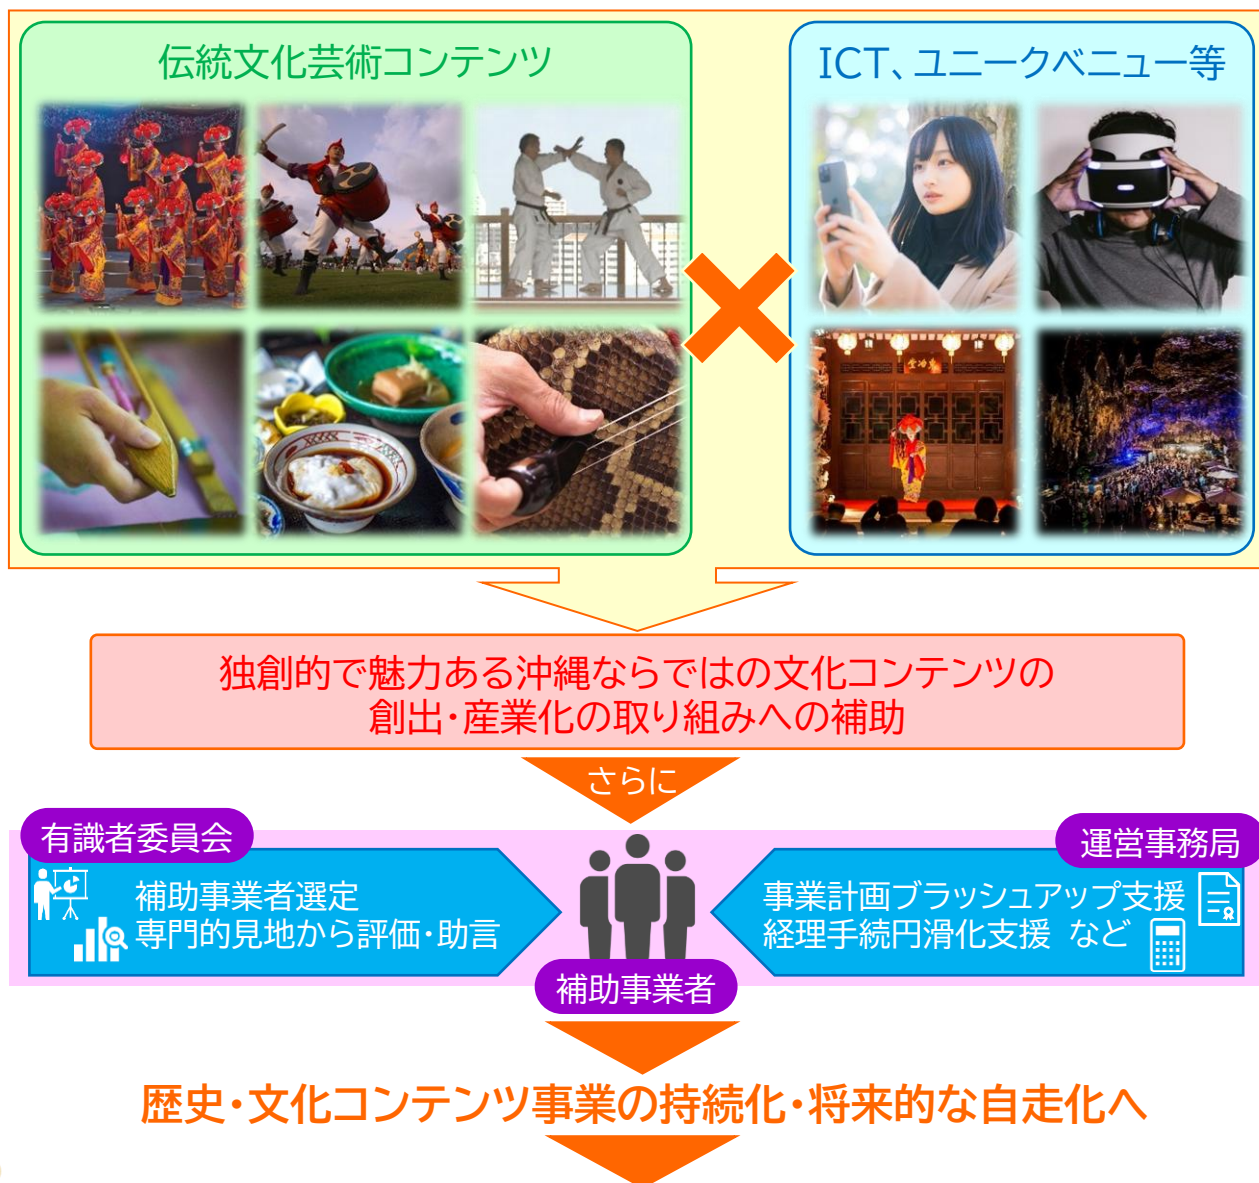 伝統文化芸術コンテンツ
ICT、ユニークベニュー等
独創的で魅力ある沖縄ならではの文化コンテンツの
創出・産業化の取り組みへの補助
さらに
有識者委員会
補助事業者選定
専門的見地から評価・助言
運営事務局
事業計画ブラッシュアップ支援
経理手続円滑化支援 など
補助事業者
歴史・文化コンテンツ事業の持続化・将来的な自走化へ